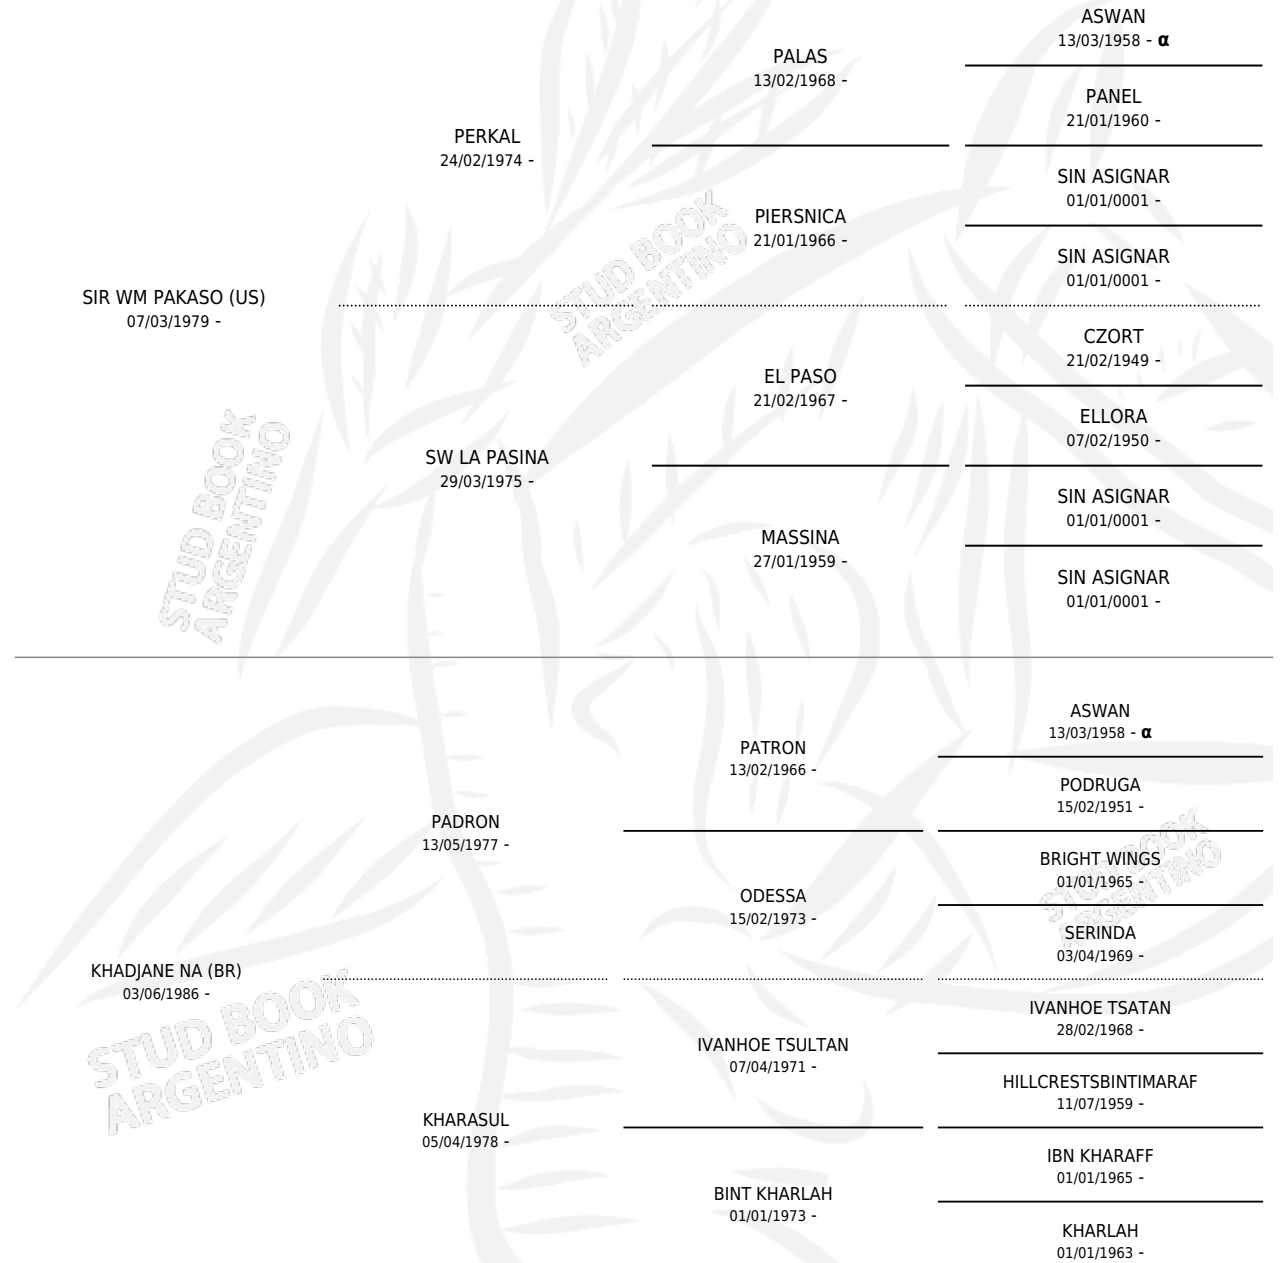 ASWAN
13/03/1958 - α
PALAS
13/02/1968 -
PANEL
21/01/1960 -
PERKAL
24/02/1974 -
SIN ASIGNAR
01/01/0001 -
PIERSNICA
21/01/1966 -
SIN ASIGNAR
01/01/0001 -
SIR WM PAKASO (US)
07/03/1979 -
CZORT
21/02/1949 -
EL PASO
21/02/1967 -
ELLORA
07/02/1950 -
SW LA PASINA
29/03/1975 -
SIN ASIGNAR
01/01/0001 -
MASSINA
27/01/1959 -
SIN ASIGNAR
01/01/0001 -
ASWAN
13/03/1958 - α
PATRON
13/02/1966 -
PODRUGA
15/02/1951 -
PADRON
13/05/1977 -
BRIGHT WINGS
01/01/1965 -
ODESSA
15/02/1973 -
SERINDA
03/04/1969 -
KHADJANE NA (BR)
03/06/1986 -
IVANHOE TSATAN
28/02/1968 -
IVANHOE TSULTAN
07/04/1971 -
HILLCRESTSBINTIMARAF
11/07/1959 -
KHARASUL
05/04/1978 -
IBN KHARAFF
01/01/1965 -
BINT KHARLAH
01/01/1973 -
KHARLAH
01/01/1963 -
STUD BOOK
ARGENTINO
STUD BOOK
ARGENTINO
STUD BOOK
ARGENTINO
STUD BOOK
ARGENTINO